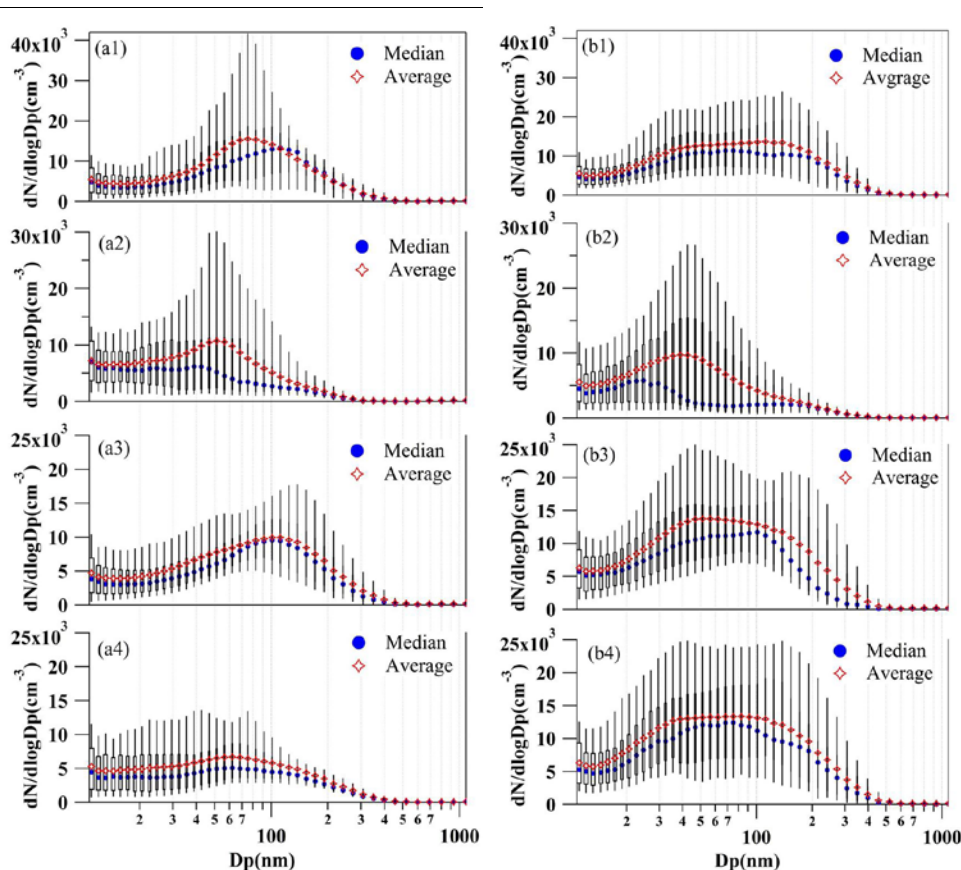 (a1)
Median
Average
40x10³
30
20
10
0
dN/dlogDp(cm⁻³)
(b1)
Median
Avgrage
40x10³
30
20
10
0
dN/dlogDp(cm⁻³)
(a2)
Median
Average
30x10³
20
10
0
dN/dlogDp(cm⁻³)
(b2)
Median
Average
30x10³
20
10
0
dN/dlogDp(cm⁻³)
(a3)
Median
Average
25x10³
20
15
10
5
0
dN/dlogDp(cm⁻³)
(b3)
Median
Average
25x10³
20
15
10
5
0
dN/dlogDp(cm⁻³)
(a4)
Median
Average
25x10³
20
15
10
5
0
dN/dlogDp(cm⁻³)
2 3 4 5 6 7 100 2 3 4 5 6 7 1000
Dp(nm)
(b4)
Median
Average
25x10³
20
15
10
5
0
dN/dlogDp(cm⁻³)
2 3 4 5 6 7 100 2 3 4 5 6 7 1000
Dp(nm)